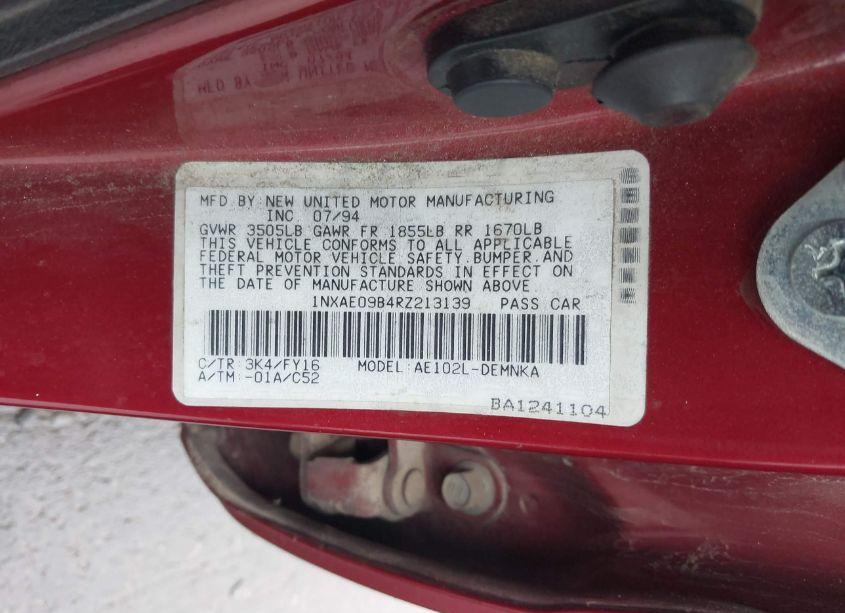 MFD BY NEW UNITED MOTOR MANUFACTURING
INC 07/94
GVWR 3505LB GAWR FR 1855LB RR 1670LB
THIS VEHICLE CONFORMS TO ALL APPLICABLE
FEDERAL MOTOR VEHICLE SAFETY.BUMPER.AND
THEFT PREVENTION STANDARDS IN EFFECT ON
THE DATE OF MANUFACTURE SHOWN ABOVE.
1NXAE09B4RZ213139 PASS CAR
C/TR:3K4/FY16 MODEL:AE102L-DEMNKA
A/TM:-01A/C52
BA1241104